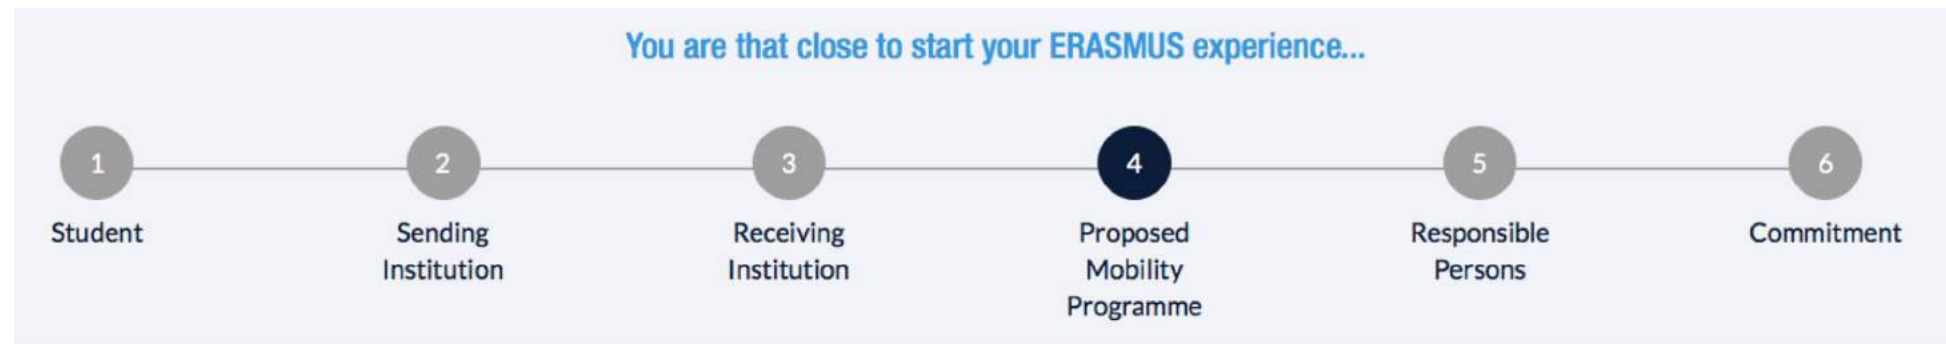 You are that close to start your ERASMUS experience...
1
2
3
4
5
6
Student
Sending
Institution
Receiving
Institution
Proposed
Mobility
Programme
Responsible
Persons
Commitment